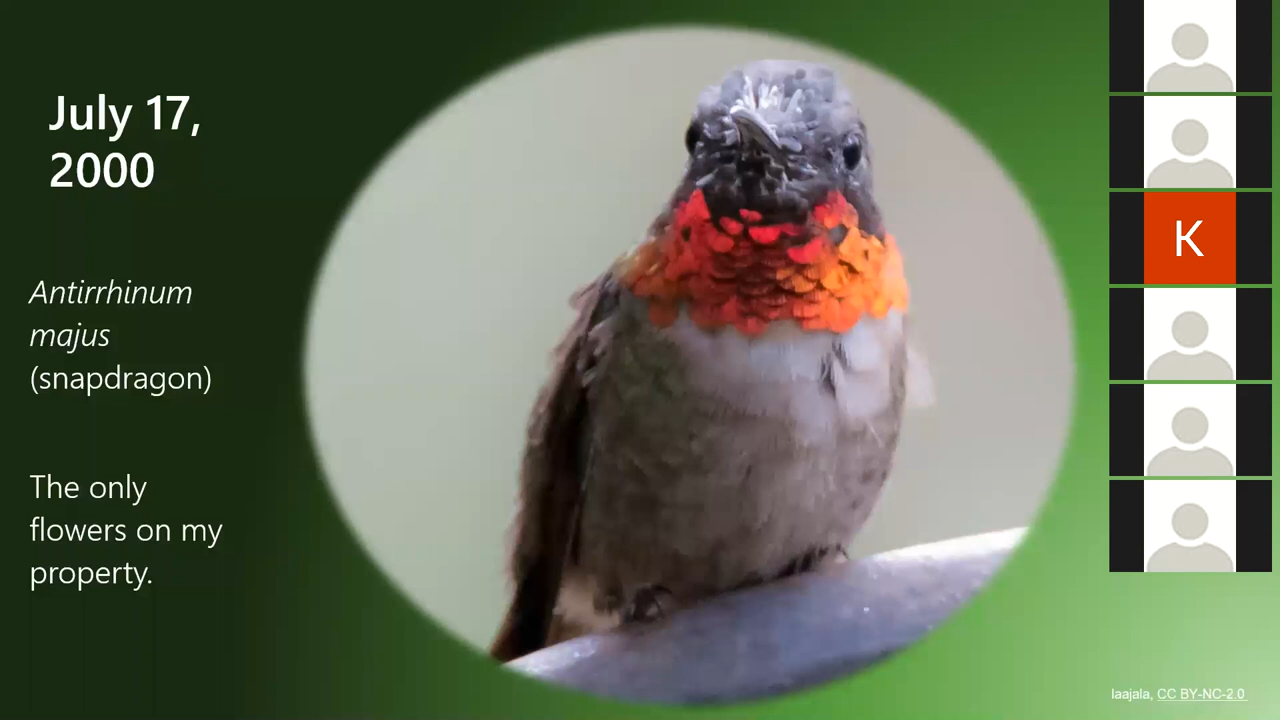 July 17,
2000
Antirrhinum
majus
(snapdragon)
The only
flowers on my
property.
K
laajala, CC BY-NC-2.0